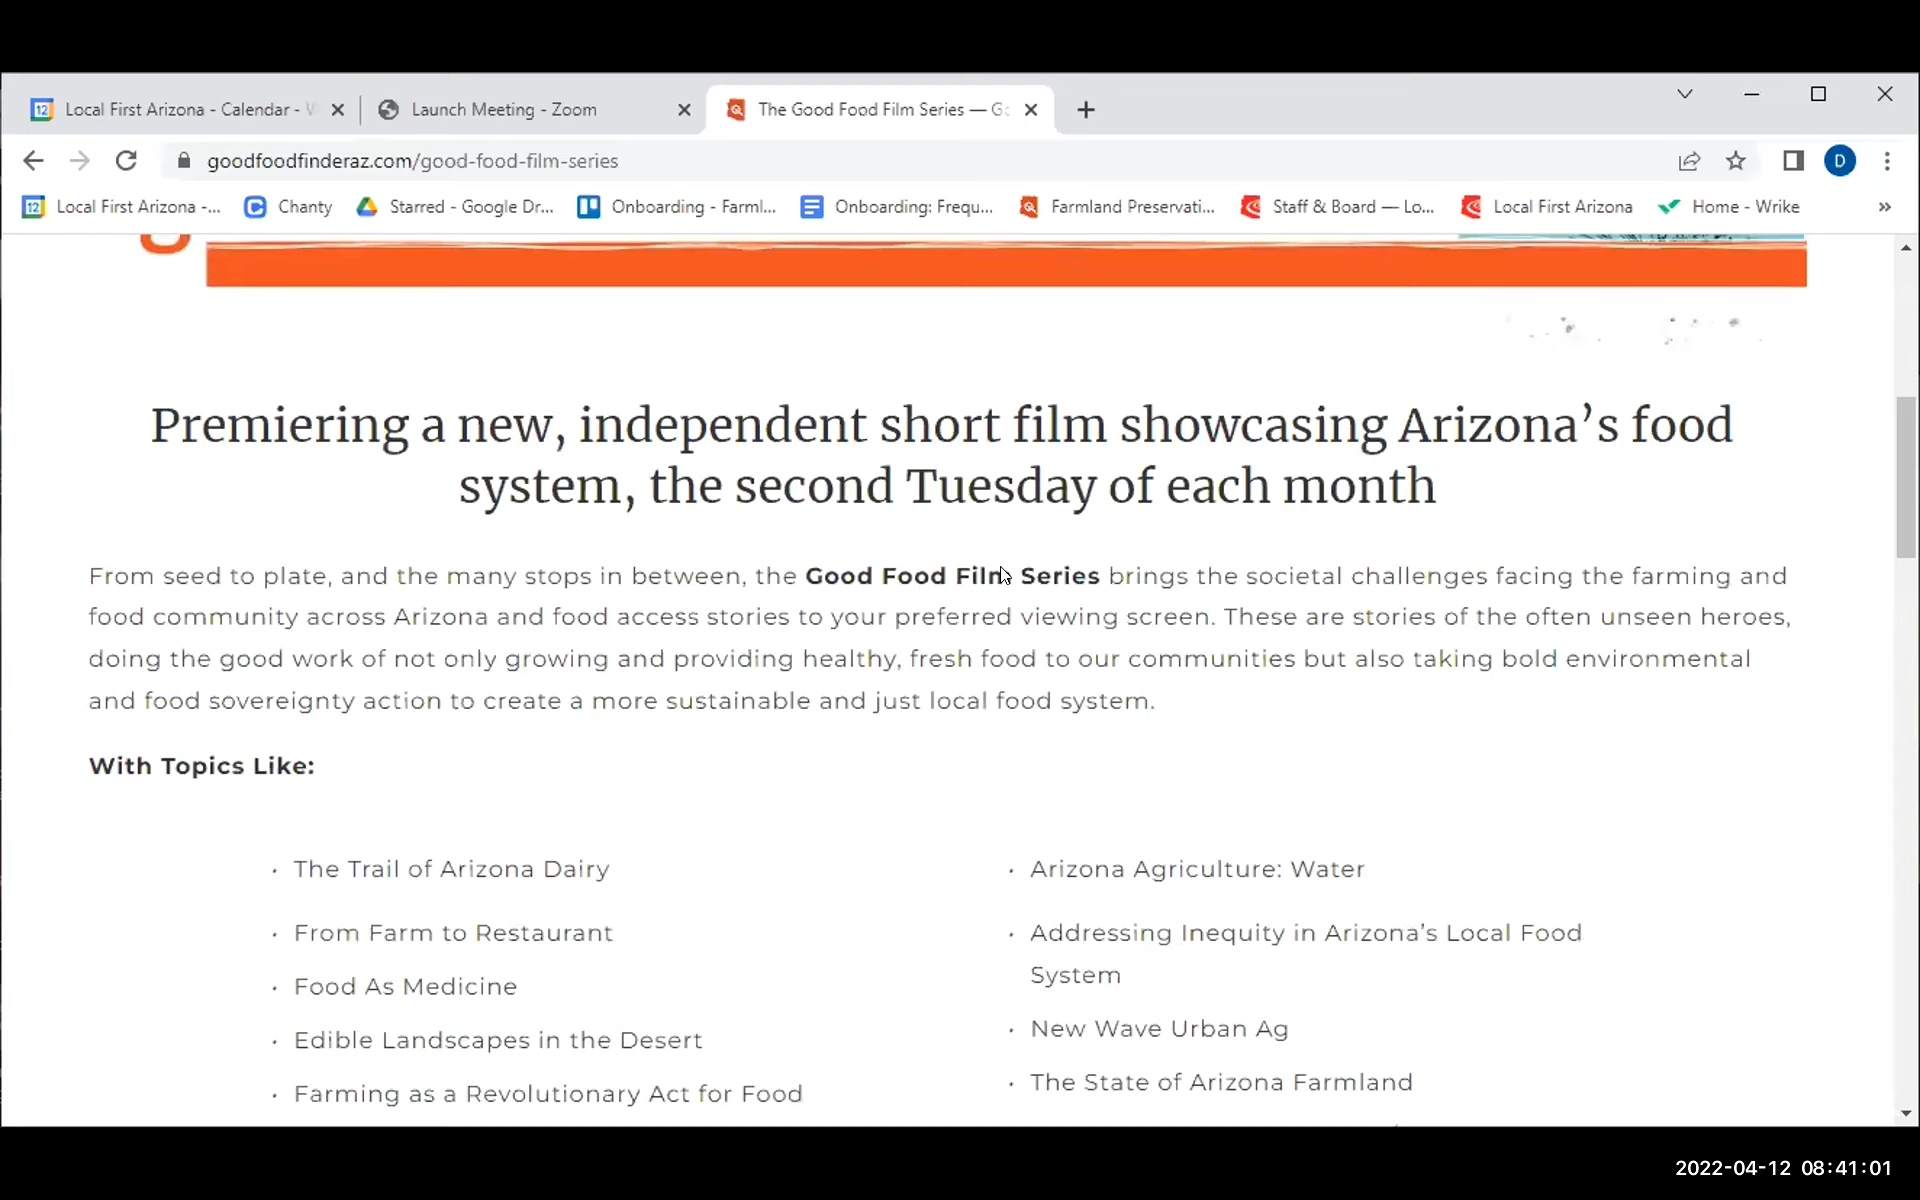 Local First Arizona - Calendar - W
Launch Meeting - Zoom
The Good Food Film Series — Go
goodfoodfinderaz.com/good-food-film-series
D
12 Local First Arizona -...
Chanty
Starred - Google Dr...
Onboarding - Farml...
Onboarding: Frequ...
Farmland Preservati...
Staff & Board — Lo...
Local First Arizona
Home - Wrike
»
Premiering a new, independent short film showcasing Arizona’s food
system, the second Tuesday of each month
From seed to plate, and the many stops in between, the Good Food Film Series brings the societal challenges facing the farming and
food community across Arizona and food access stories to your preferred viewing screen. These are stories of the often unseen heroes,
doing the good work of not only growing and providing healthy, fresh food to our communities but also taking bold environmental
and food sovereignty action to create a more sustainable and just local food system.
With Topics Like:
• The Trail of Arizona Dairy
• From Farm to Restaurant
• Food As Medicine
• Edible Landscapes in the Desert
• Farming as a Revolutionary Act for Food
• Arizona Agriculture: Water
• Addressing Inequity in Arizona’s Local Food
System
• New Wave Urban Ag
• The State of Arizona Farmland
2022-04-12 08:41:01